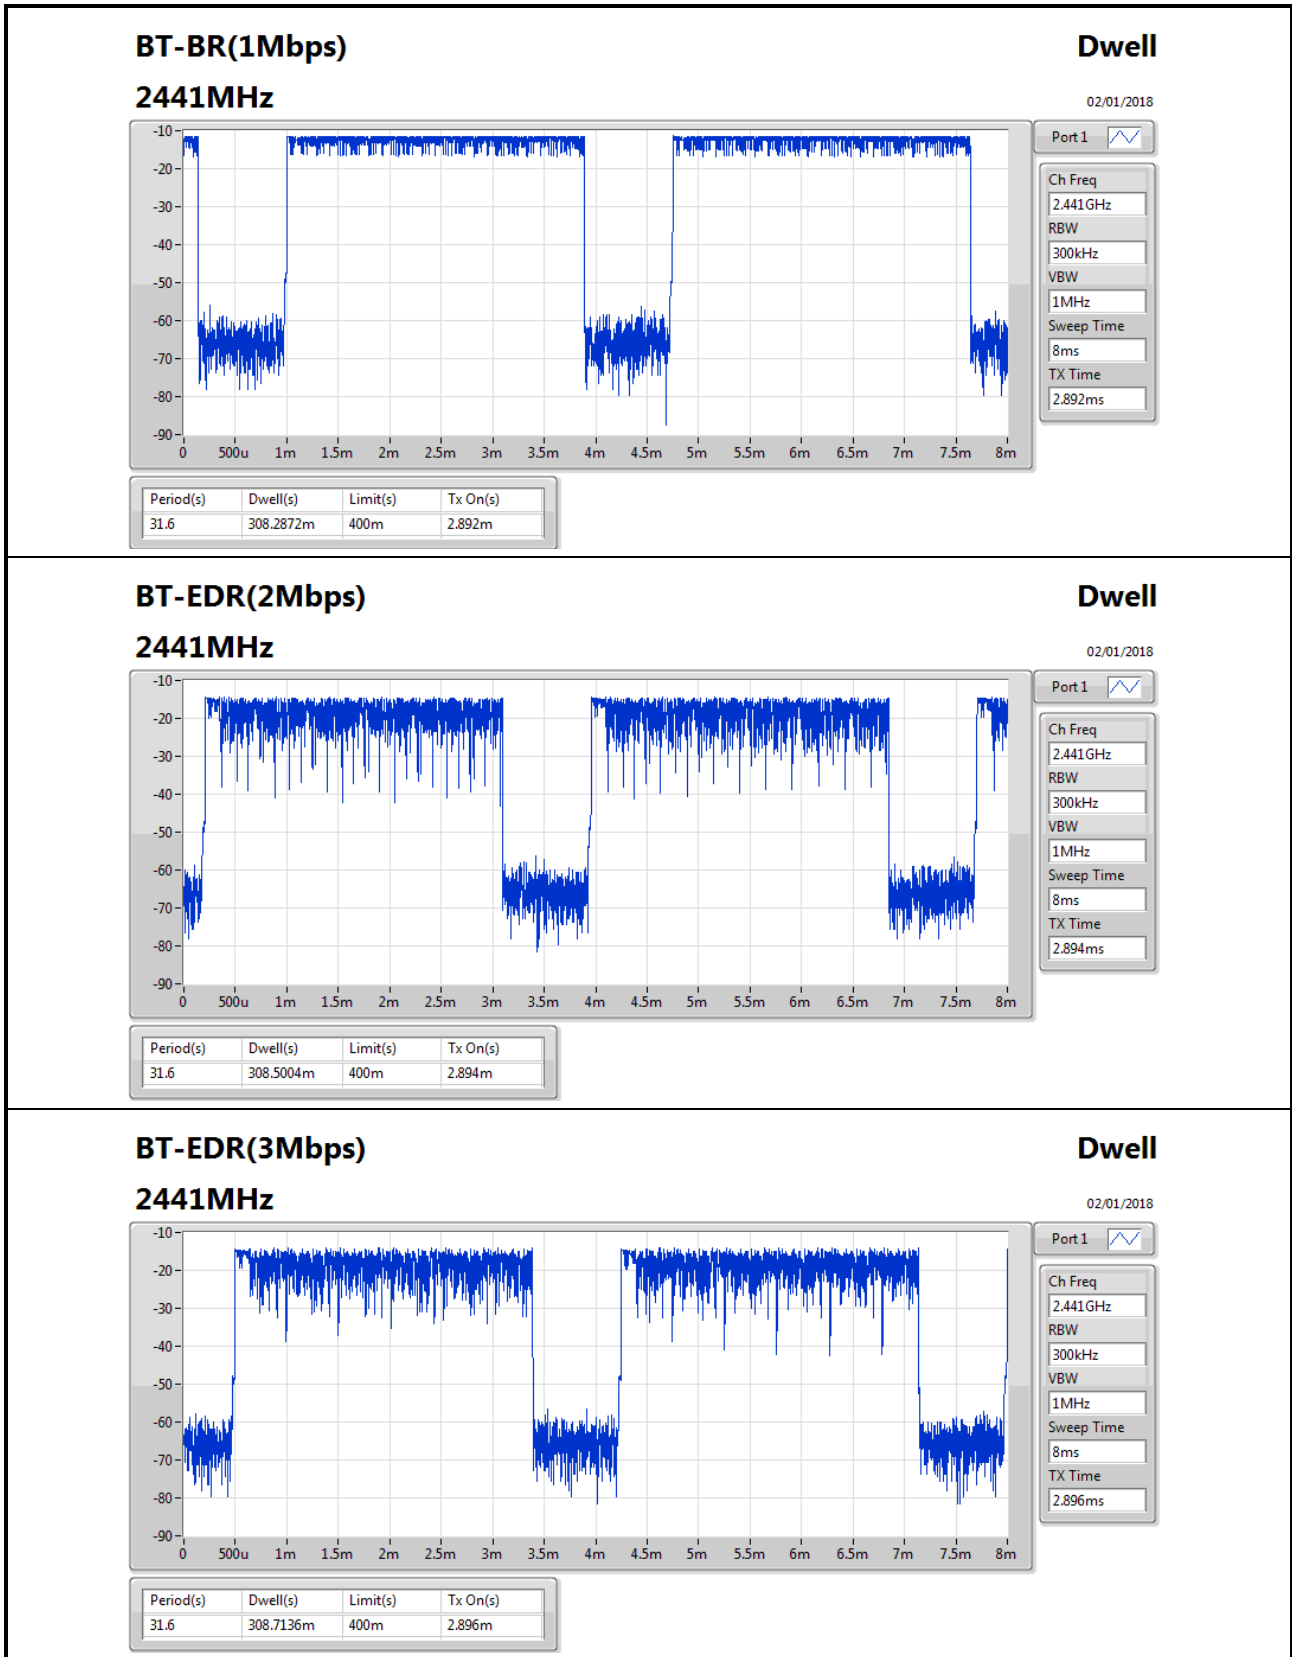 BT-BR(1Mbps) Dwell
2441MHz 02/01/2018
-10
-20
-30
-40
-50
-60
-70
-80
-90
0 500u 1m 1.5m 2m 2.5m 3m 3.5m 4m 4.5m 5m 5.5m 6m 6.5m 7m 7.5m 8m
Port 1
Ch Freq
2.441GHz
RBW
300kHz
VBW
1MHz
Sweep Time
8ms
TX Time
2.892ms
Period(s) Dwell(s) Limit(s) Tx On(s)
31.6 308.2872m 400m 2.892m
BT-EDR(2Mbps) Dwell
2441MHz 02/01/2018
-10
-20
-30
-40
-50
-60
-70
-80
-90
0 500u 1m 1.5m 2m 2.5m 3m 3.5m 4m 4.5m 5m 5.5m 6m 6.5m 7m 7.5m 8m
Port 1
Ch Freq
2.441GHz
RBW
300kHz
VBW
1MHz
Sweep Time
8ms
TX Time
2.894ms
Period(s) Dwell(s) Limit(s) Tx On(s)
31.6 308.5004m 400m 2.894m
BT-EDR(3Mbps) Dwell
2441MHz 02/01/2018
-10
-20
-30
-40
-50
-60
-70
-80
-90
0 500u 1m 1.5m 2m 2.5m 3m 3.5m 4m 4.5m 5m 5.5m 6m 6.5m 7m 7.5m 8m
Port 1
Ch Freq
2.441GHz
RBW
300kHz
VBW
1MHz
Sweep Time
8ms
TX Time
2.896ms
Period(s) Dwell(s) Limit(s) Tx On(s)
31.6 308.7136m 400m 2.896m